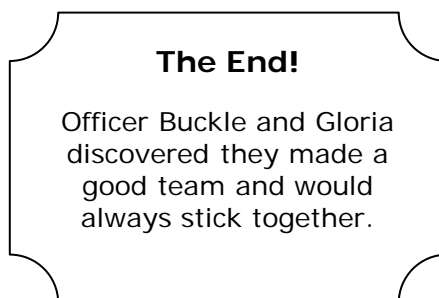 The End!
Officer Buckle and Gloria
discovered they made a
good team and would
always stick together.